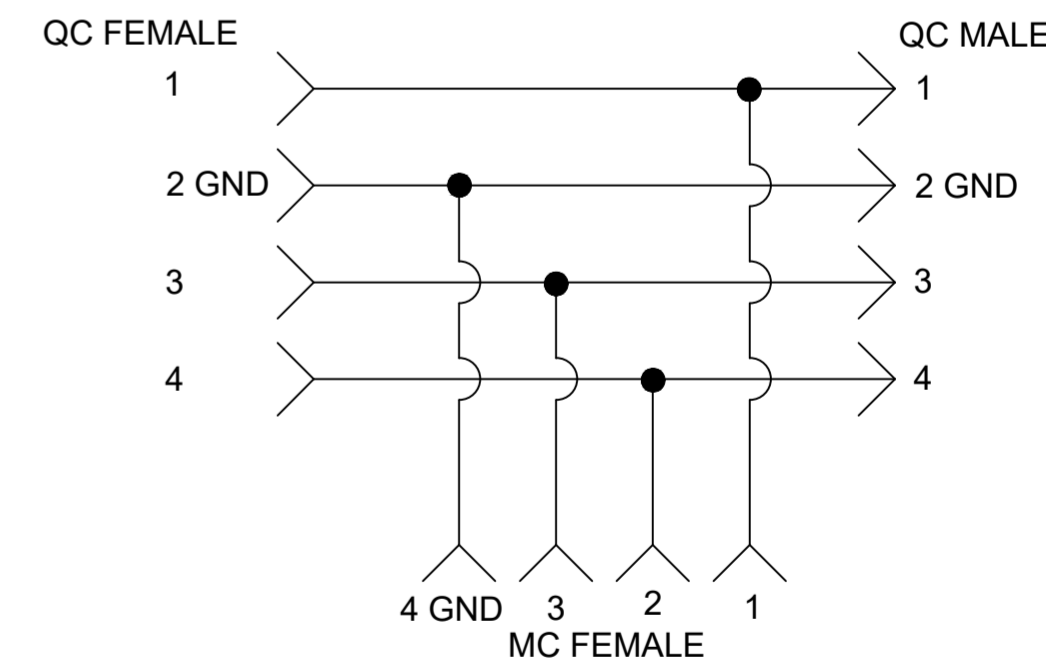 QC FEMALE QC MALE
1 1
2 GND 2 GND
3 3
4 4
4 GND 3 2 1
MC FEMALE